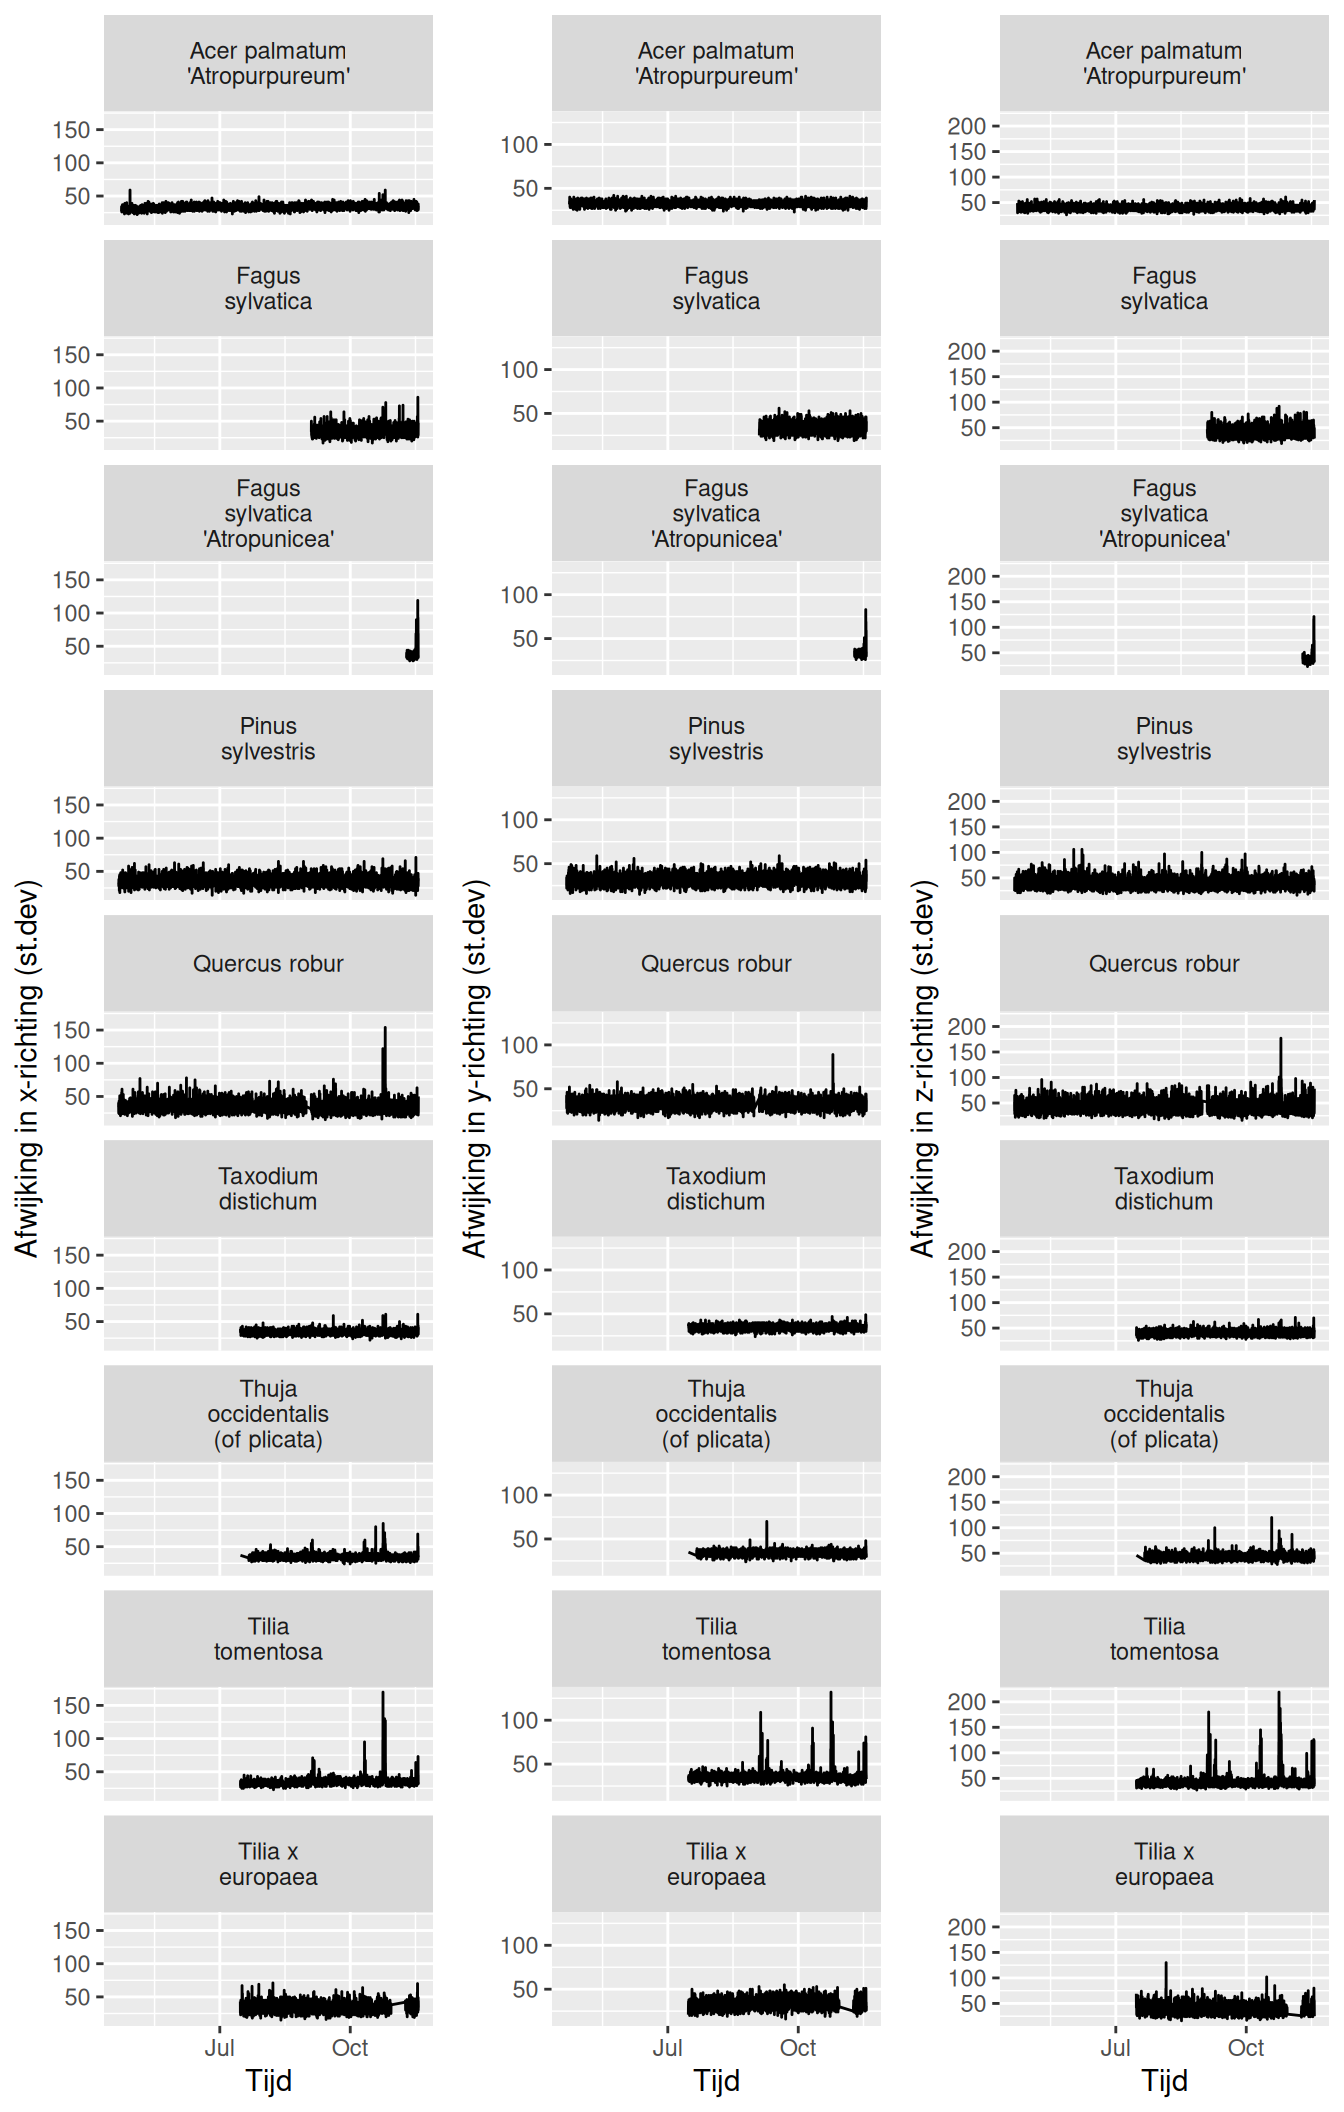 Acer palmatum
'Atropurpureum'
Acer palmatum
'Atropurpureum'
Acer palmatum
'Atropurpureum'
150
100
50
100
50
200
150
100
50
Fagus
sylvatica
Fagus
sylvatica
Fagus
sylvatica
150
100
50
100
50
200
150
100
50
Fagus
sylvatica
'Atropunicea'
Fagus
sylvatica
'Atropunicea'
Fagus
sylvatica
'Atropunicea'
150
100
50
100
50
200
150
100
50
Pinus
sylvestris
Pinus
sylvestris
Pinus
sylvestris
150
100
50
100
50
200
150
100
50
Afwijking in x-richting (st.dev)
Afwijking in y-richting (st.dev)
Afwijking in z-richting (st.dev)
Quercus robur
Quercus robur
Quercus robur
150
100
50
100
50
200
150
100
50
Taxodium
distichum
Taxodium
distichum
Taxodium
distichum
150
100
50
100
50
200
150
100
50
Thuja
occidentalis
(of plicata)
Thuja
occidentalis
(of plicata)
Thuja
occidentalis
(of plicata)
150
100
50
100
50
200
150
100
50
Tilia
tomentosa
Tilia
tomentosa
Tilia
tomentosa
150
100
50
100
50
200
150
100
50
Tilia x
europaea
Tilia x
europaea
Tilia x
europaea
150
100
50
100
50
200
150
100
50
Jul Oct
Jul Oct
Jul Oct
Tijd
Tijd
Tijd